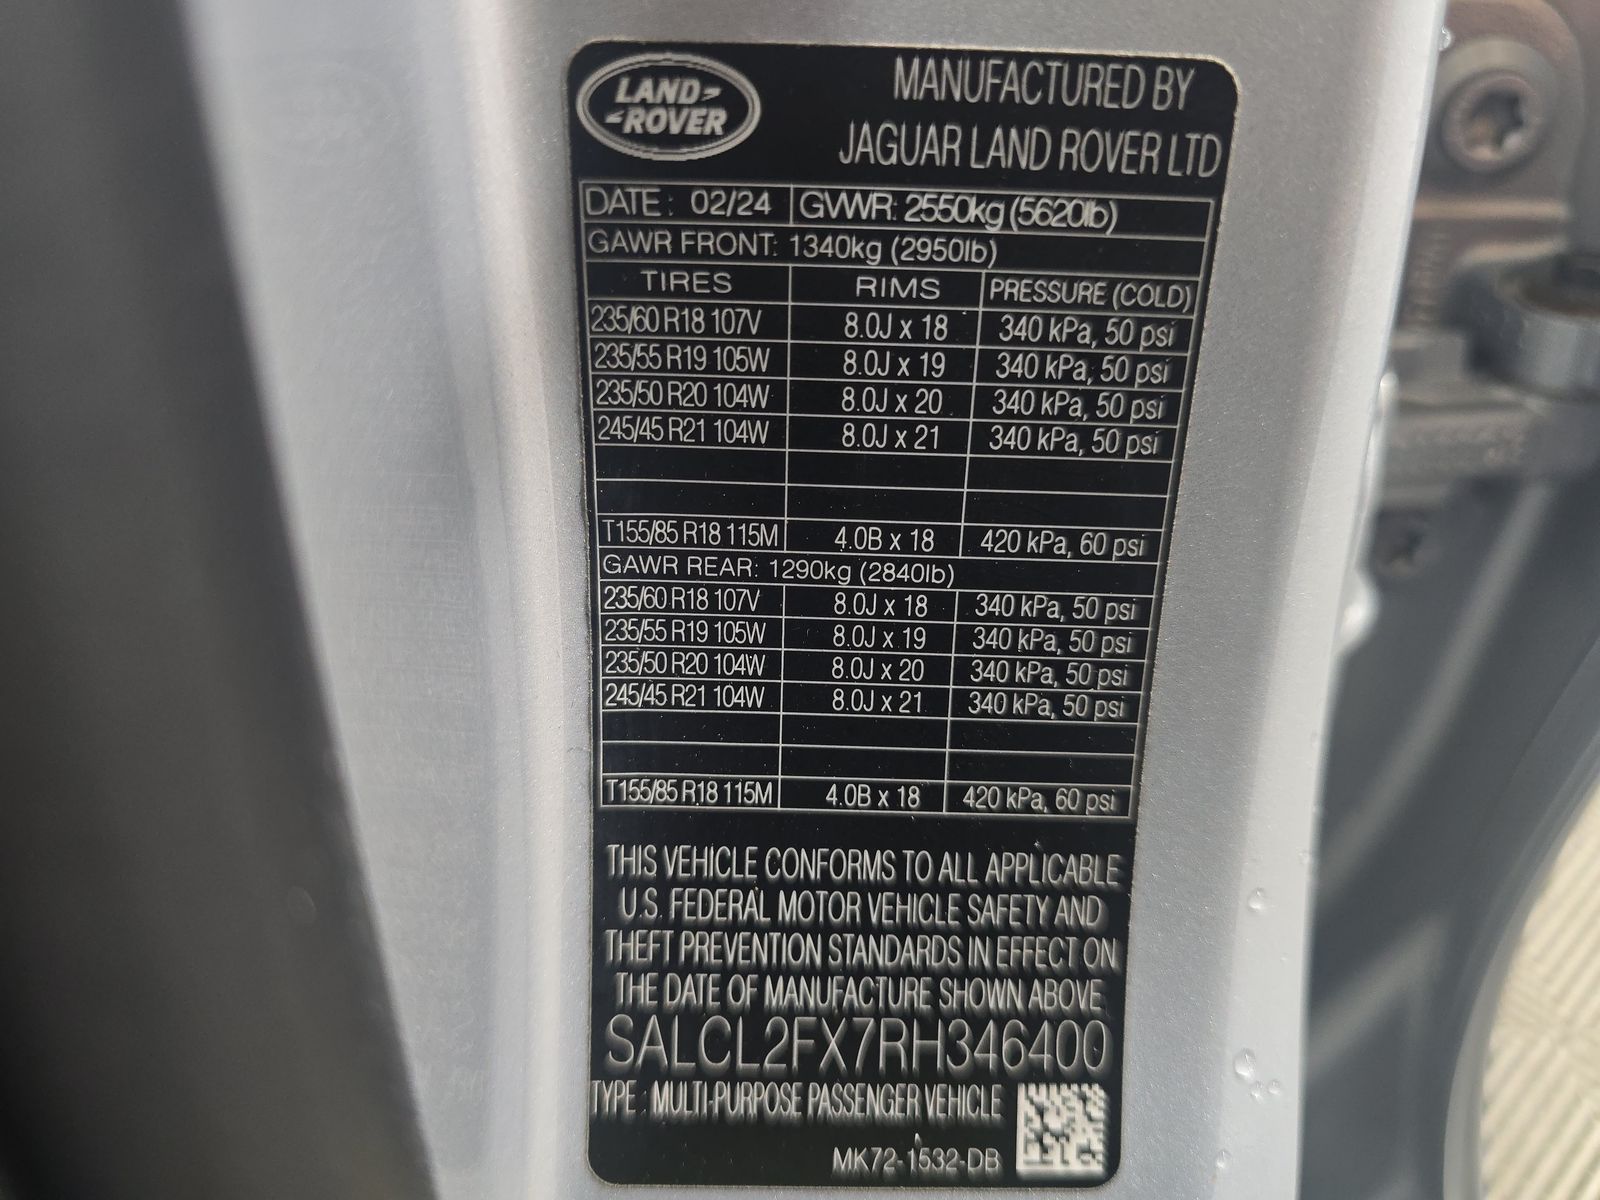 LAND
ROVER
MANUFACTURED BY
JAGUAR LAND ROVER LTD
DATE: 02/24 GVWR: 2550kg (5620lb)
GAWR FRONT: 1340kg (2950lb)
TIRES RIMS PRESSURE (COLD)
235/60 R18 107V 8.0J x 18 340 kPa, 50 psi
235/55 R19 105W 8.0J x 19 340 kPa, 50 psi
235/50 R20 104W 8.0J x 20 340 kPa, 50 psi
245/45 R21 104W 8.0J x 21 340 kPa, 50 psi
T155/85 R18 115M 4.0B x 18 420 kPa, 60 psi
GAWR REAR: 1290kg (2840lb)
235/60 R18 107V 8.0J x 18 340 kPa, 50 psi
235/55 R19 105W 8.0J x 19 340 kPa, 50 psi
235/50 R20 104W 8.0J x 20 340 kPa, 50 psi
245/45 R21 104W 8.0J x 21 340 kPa, 50 psi
T155/85 R18 115M 4.0B x 18 420 kPa, 60 psi
THIS VEHICLE CONFORMS TO ALL APPLICABLE
U.S. FEDERAL MOTOR VEHICLE SAFETY AND
THEFT PREVENTION STANDARDS IN EFFECT ON
THE DATE OF MANUFACTURE SHOWN ABOVE
SALCL2FX7RH346400
TYPE : MULTI-PURPOSE PASSENGER VEHICLE
MK72-1532-DB